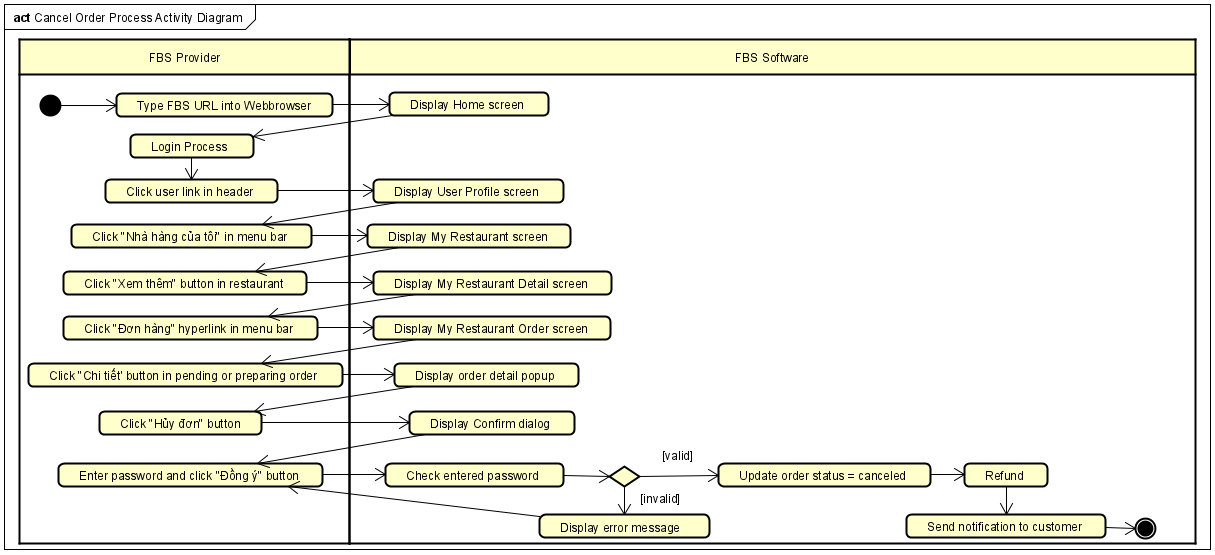 act Cancel Order Process Activity Diagram
FBS Provider
FBS Software
Type FBS URL into Webbrowser
Display Home screen
Login Process
Click user link in header
Display User Profile screen
Click "Nhà hàng của tôi" in menu bar
Display My Restaurant screen
Click "Xem thêm" button in restaurant
Display My Restaurant Detail screen
Click "Đơn hàng" hyperlink in menu bar
Display My Restaurant Order screen
Click "Chi tiết' button in pending or preparing order
Display order detail popup
Click "Hủy đơn" button
Display Confirm dialog
[valid]
Enter password and click "Đồng ý" button
Check entered password
Update order status = canceled
Refund
[invalid]
Display error message
Send notification to customer